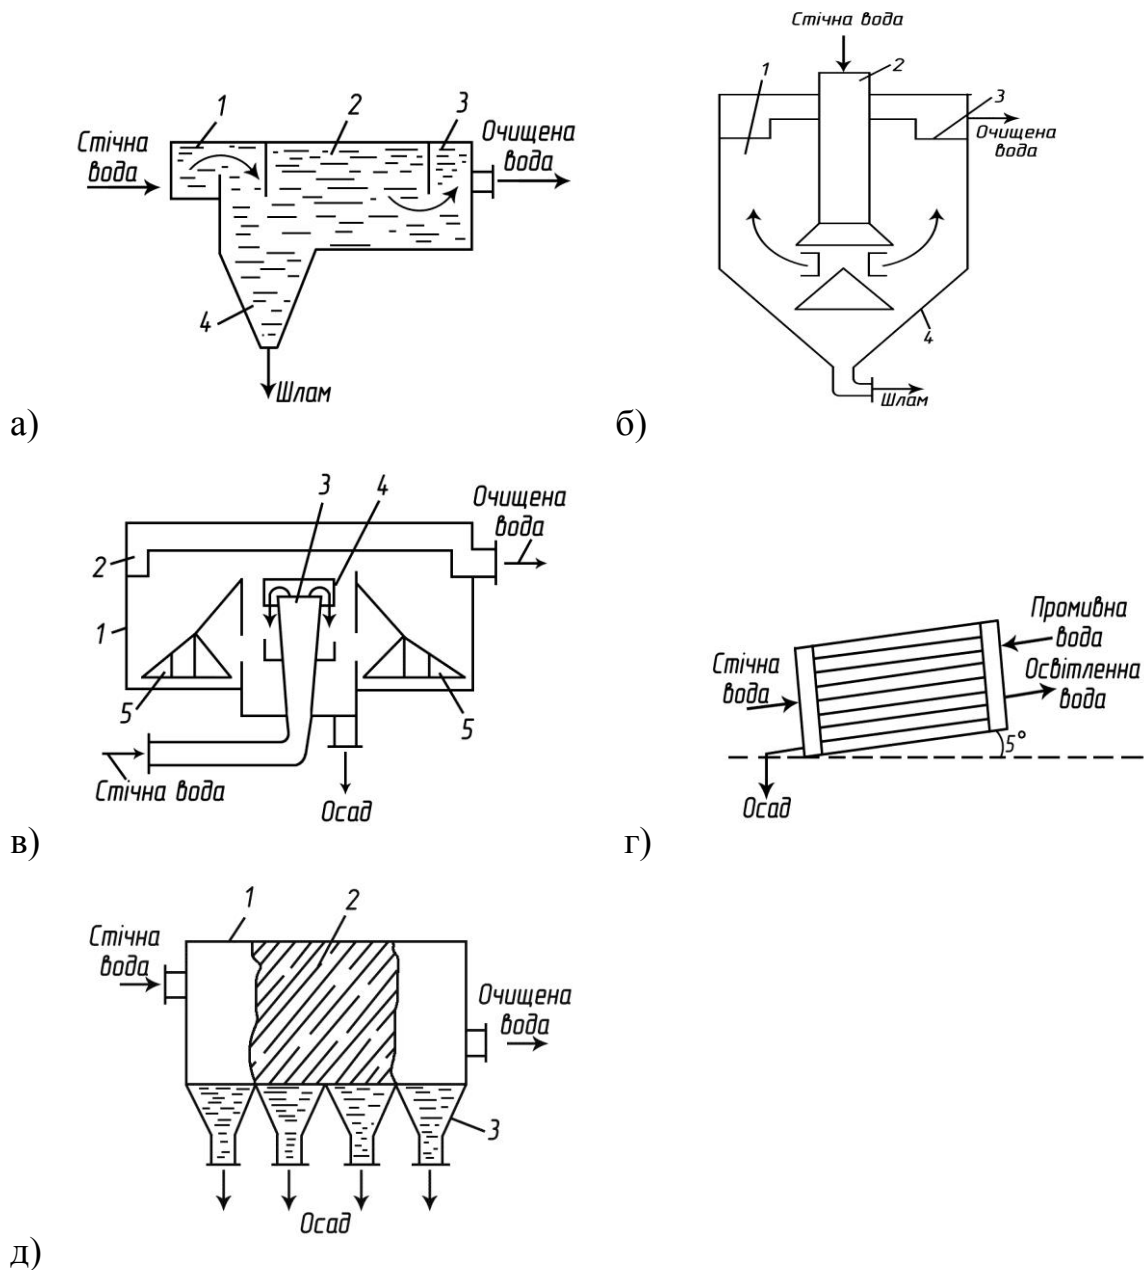 1
2
3
Стічна
вода
Очищена
вода
4
Шлам
а)
Стічна вода
1
2
3
Очищена
вода
4
Шлам
б)
3
4
Очищена
вода
2
1
5
5
Стічна вода
Осад
в)
Промивна
вода
Стічна
вода
Освітленна
вода
5°
Осад
г)
1
2
Стічна
вода
Очищена
вода
3
Осад
д)